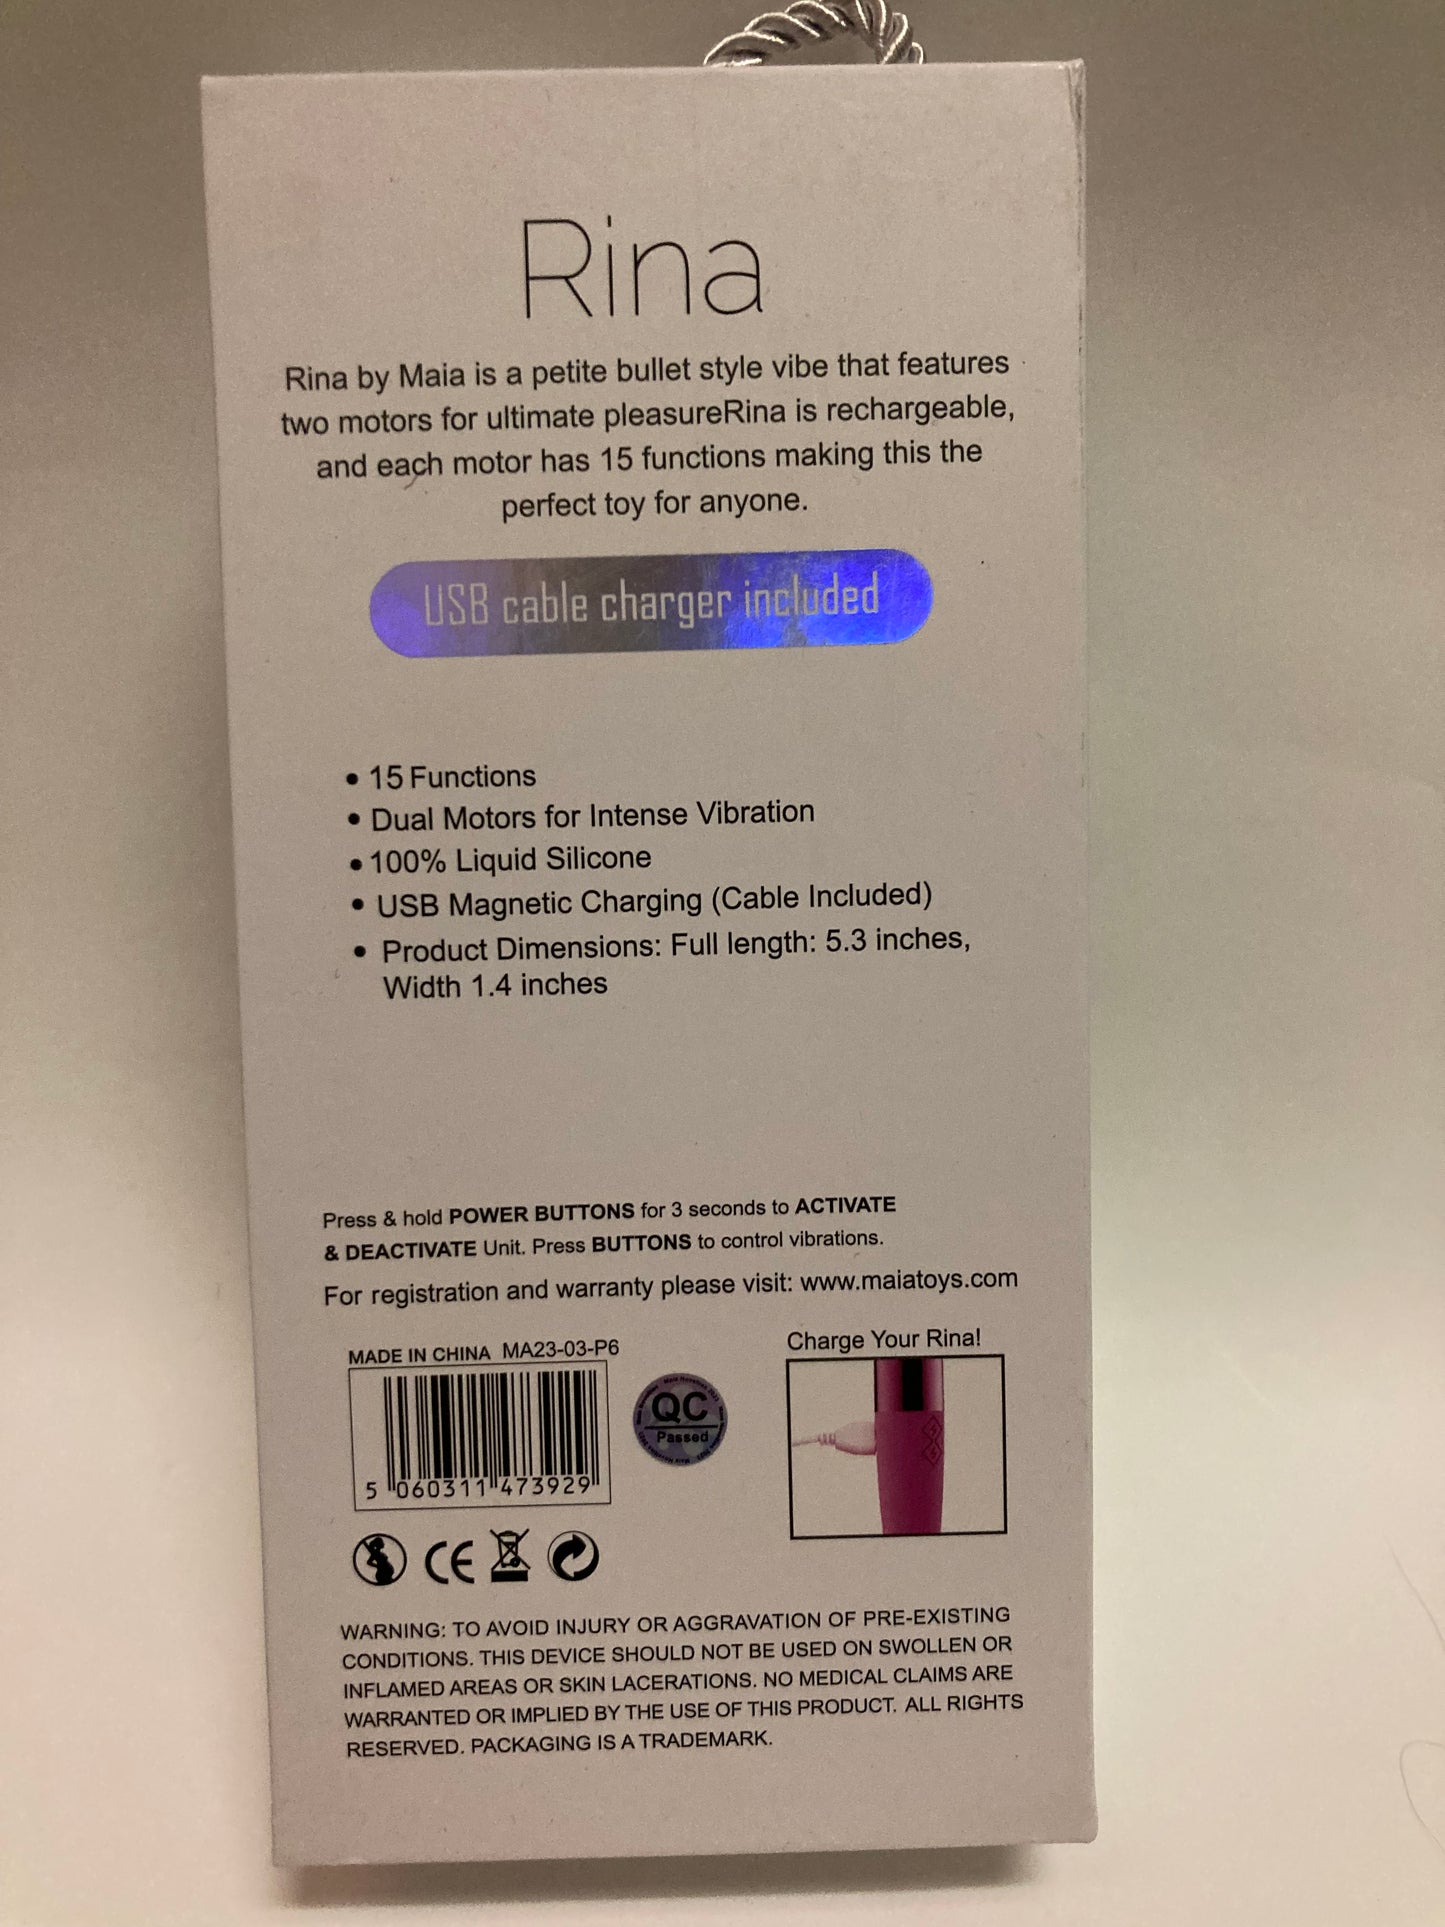 Rina
Rina by Maia is a petite bullet style vibe that features
two motors for ultimate pleasureRina is rechargeable,
and each motor has 15 functions making this the
perfect toy for anyone.
USB cable charger included
• 15 Functions
• Dual Motors for Intense Vibration
• 100% Liquid Silicone
• USB Magnetic Charging (Cable Included)
• Product Dimensions: Full length: 5.3 inches,
Width 1.4 inches
Press & hold POWER BUTTONS for 3 seconds to ACTIVATE
& DEACTIVATE Unit. Press BUTTONS to control vibrations.
For registration and warranty please visit: www.maiatoys.com
MADE IN CHINA MA23-03-P6
5 060311 473929
QC
Passed
Charge Your Rina!
CE
WARNING: TO AVOID INJURY OR AGGRAVATION OF PRE-EXISTING
CONDITIONS. THIS DEVICE SHOULD NOT BE USED ON SWOLLEN OR
INFLAMED AREAS OR SKIN LACERATIONS. NO MEDICAL CLAIMS ARE
WARRANTED OR IMPLIED BY THE USE OF THIS PRODUCT. ALL RIGHTS
RESERVED. PACKAGING IS A TRADEMARK.